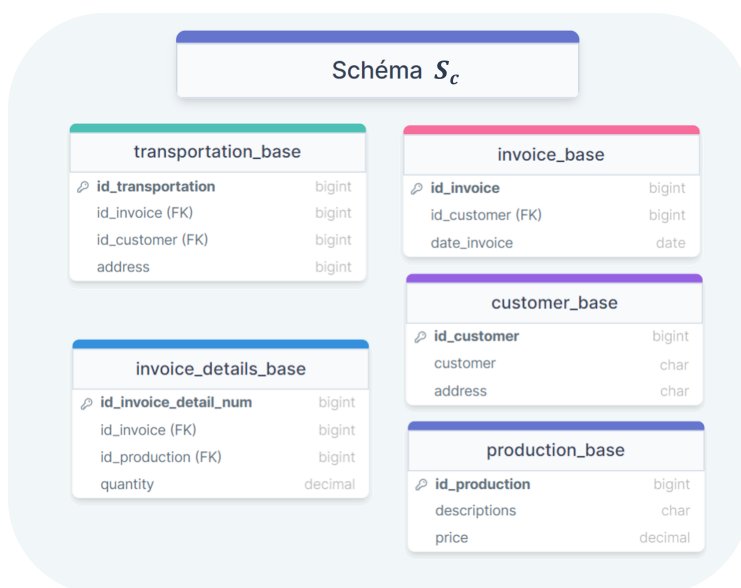 Schéma S_c
transportation_base
id_transportation bigint
id_invoice (FK) bigint
id_customer (FK) bigint
address bigint
invoice_base
id_invoice bigint
id_customer (FK) bigint
date_invoice date
customer_base
id_customer bigint
customer char
address char
invoice_details_base
id_invoice_detail_num bigint
id_invoice (FK) bigint
id_production (FK) bigint
quantity decimal
production_base
id_production bigint
descriptions char
price decimal